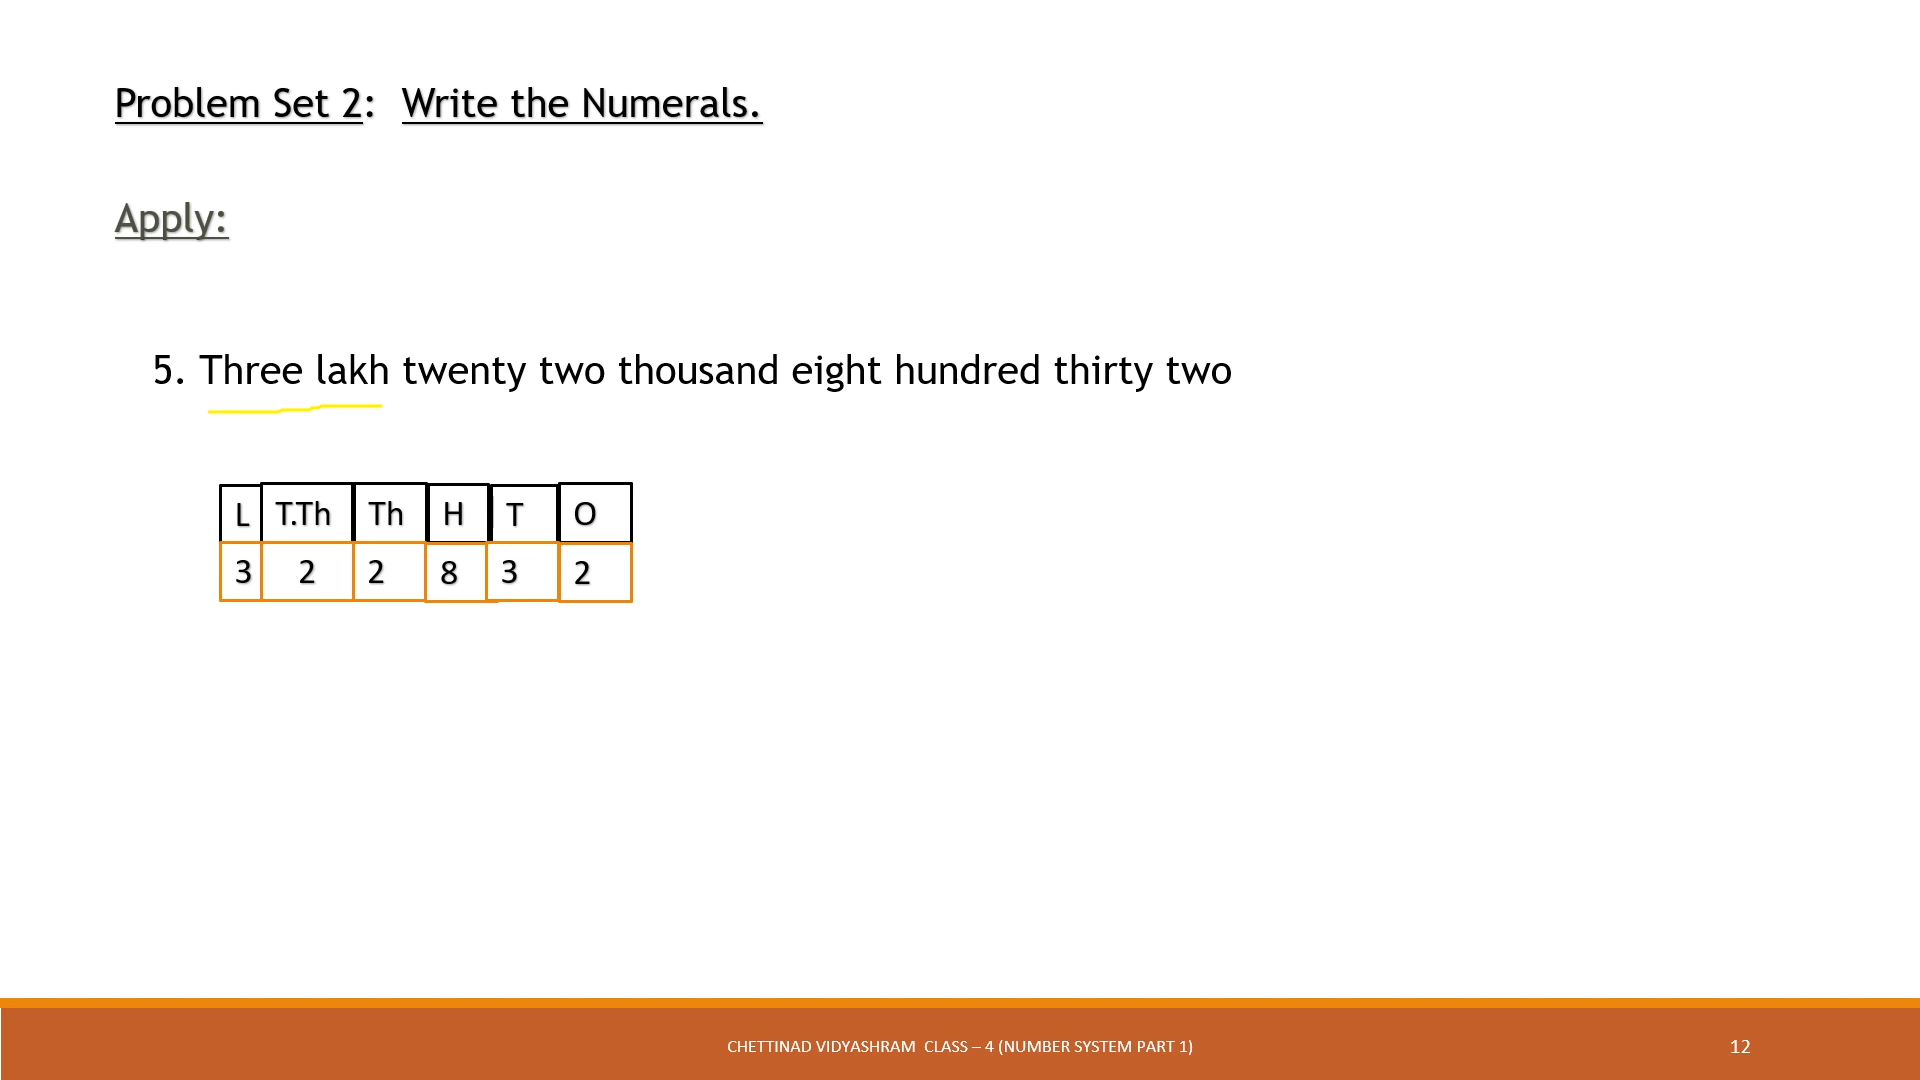 Problem Set 2: Write the Numerals.
Apply:
5. Three lakh twenty two thousand eight hundred thirty two
L T.Th Th H T O
3 2 2 8 3 2
CHETTINAD VIDYASHRAM CLASS – 4 (NUMBER SYSTEM PART 1) 12